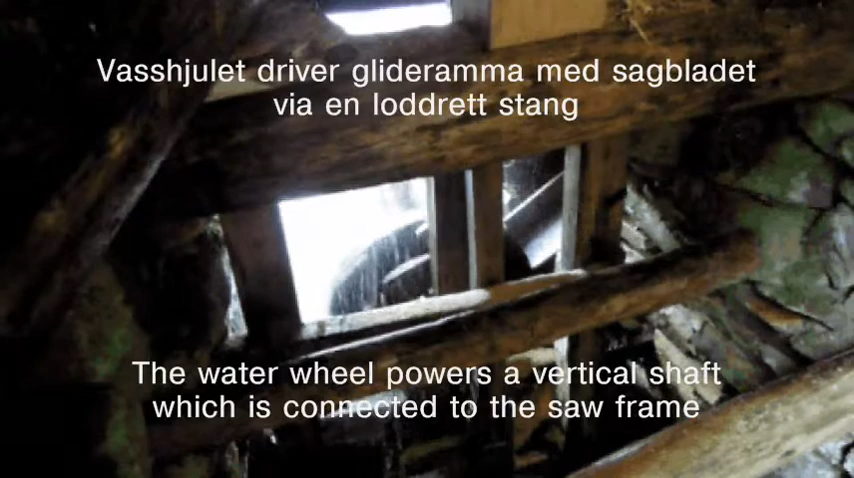 Vasshjulet driver glideramma med sagbladet
via en loddrett stang
The water wheel powers a vertical shaft
which is connected to the saw frame